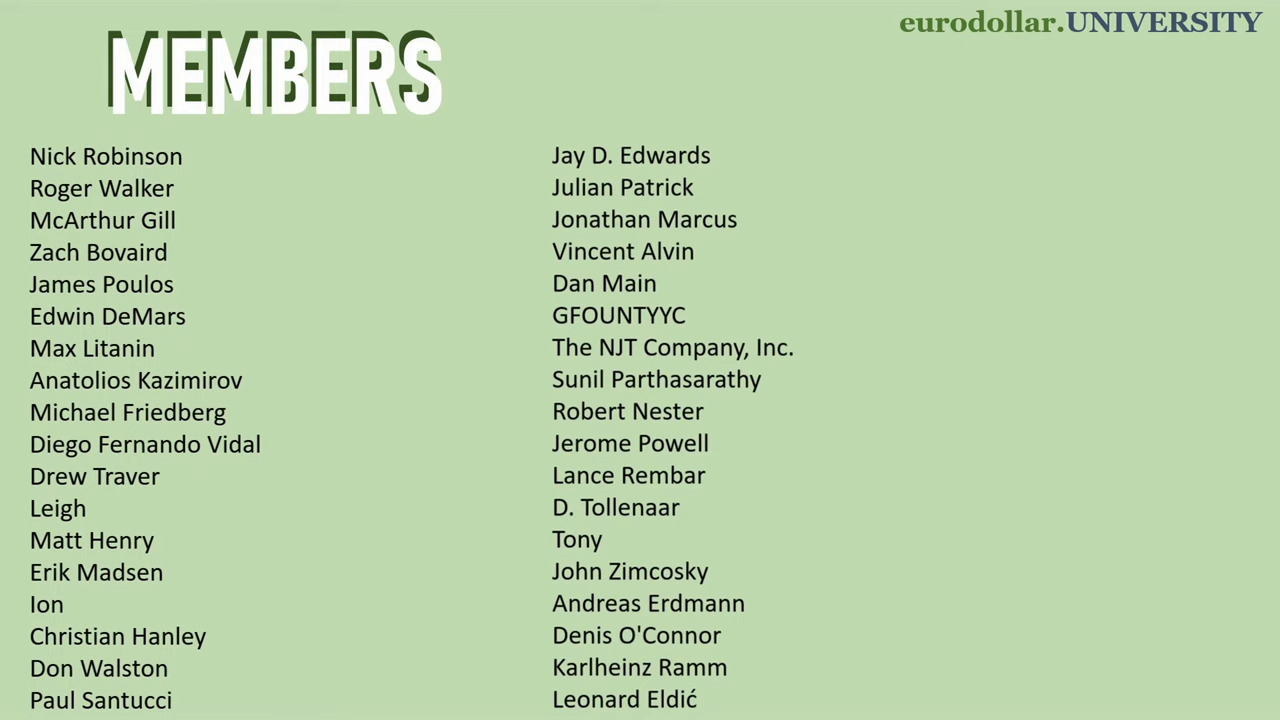 eurodollar.UNIVERSITY
MEMBERS
Nick Robinson
Roger Walker
McArthur Gill
Zach Bovaird
James Poulos
Edwin DeMars
Max Litanin
Anatolios Kazimirov
Michael Friedberg
Diego Fernando Vidal
Drew Traver
Leigh
Matt Henry
Erik Madsen
Ion
Christian Hanley
Don Walston
Paul Santucci
Jay D. Edwards
Julian Patrick
Jonathan Marcus
Vincent Alvin
Dan Main
GFOUNTYYC
The NJT Company, Inc.
Sunil Parthasarathy
Robert Nester
Jerome Powell
Lance Rembar
D. Tollenaar
Tony
John Zimcosky
Andreas Erdmann
Denis O'Connor
Karlheinz Ramm
Leonard Eldić